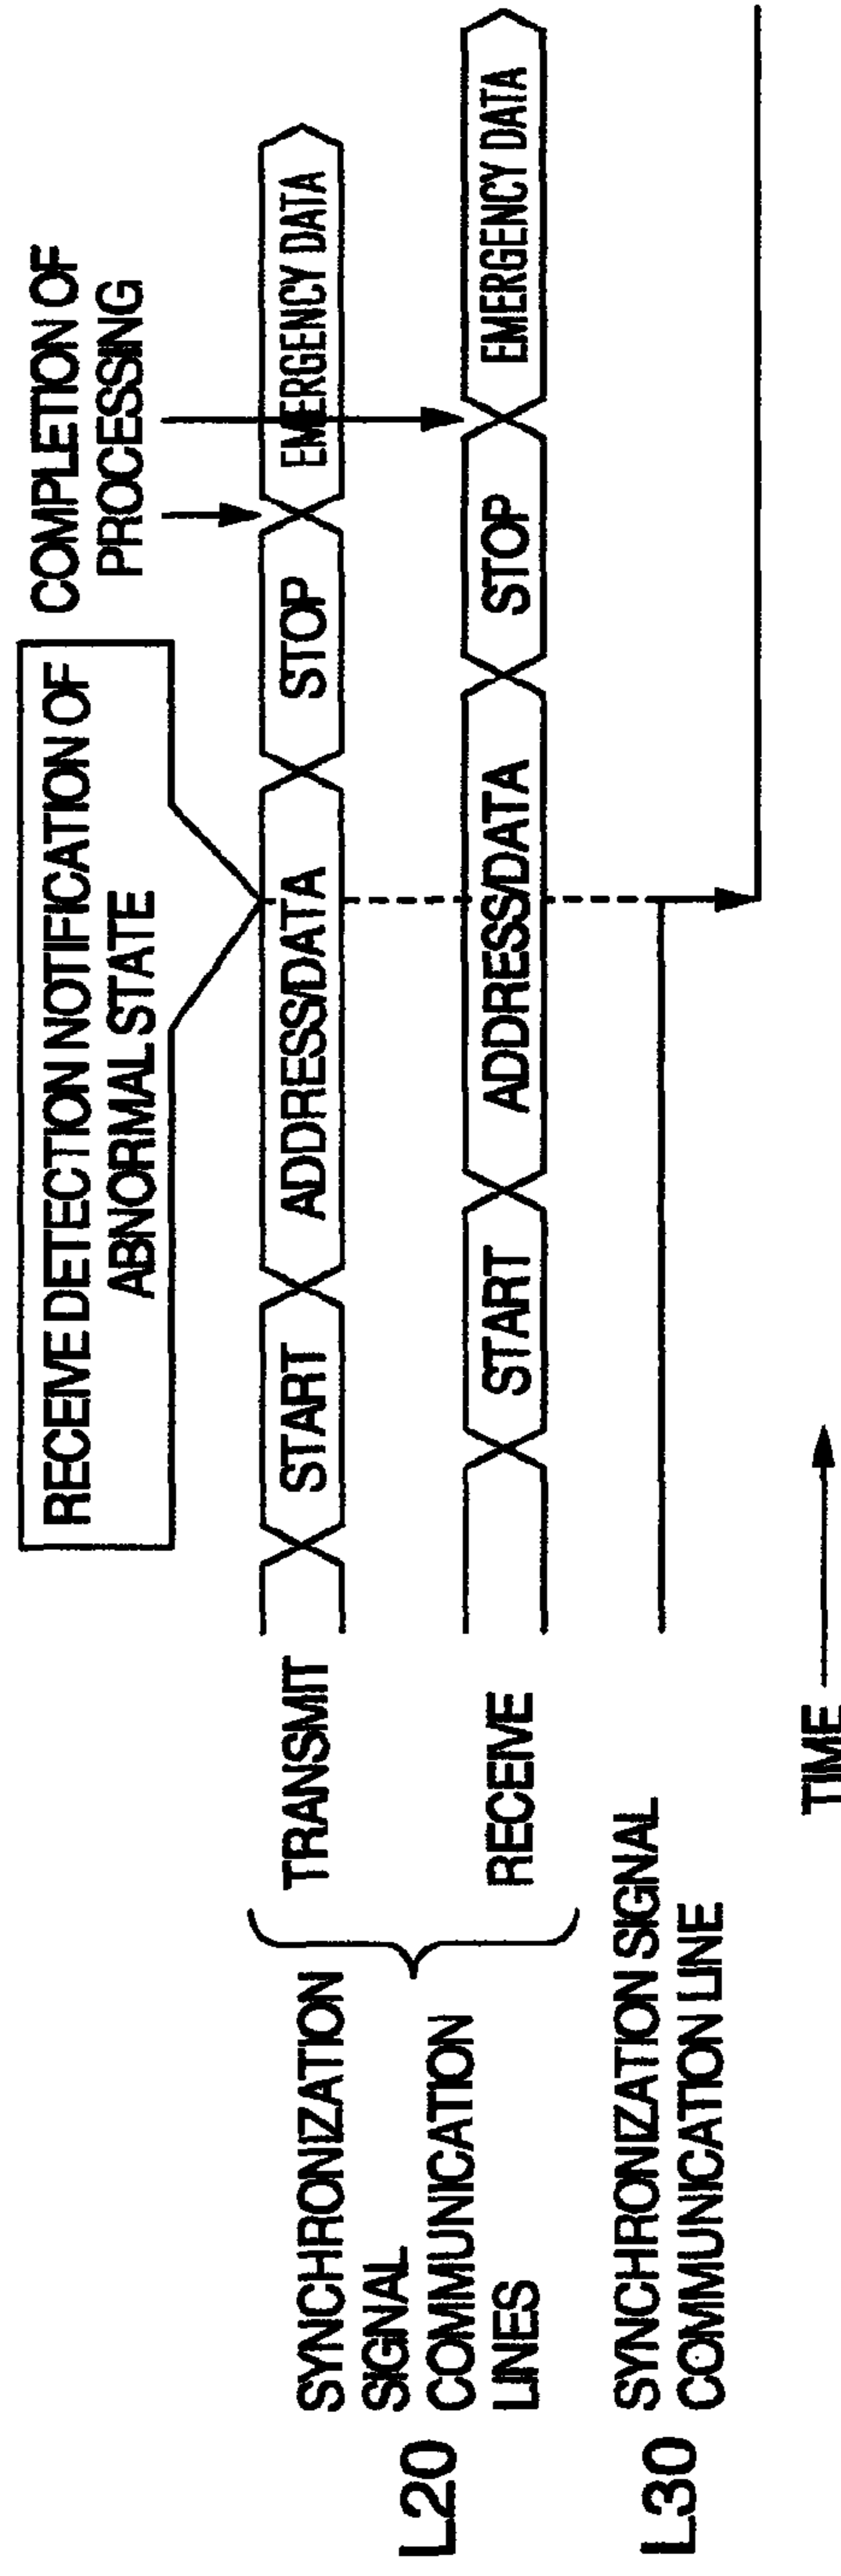 RECEIVE DETECTION NOTIFICATION OF
ABNORMAL STATE
COMPLETION OF
PROCESSING
L20
SYNCHRONIZATION
SIGNAL
COMMUNICATION
LINES
TRANSMIT
START
ADDRESS/DATA
STOP
EMERGENCY DATA
RECEIVE
START
ADDRESS/DATA
STOP
EMERGENCY DATA
L30
SYNCHRONIZATION SIGNAL
COMMUNICATION LINE
TIME